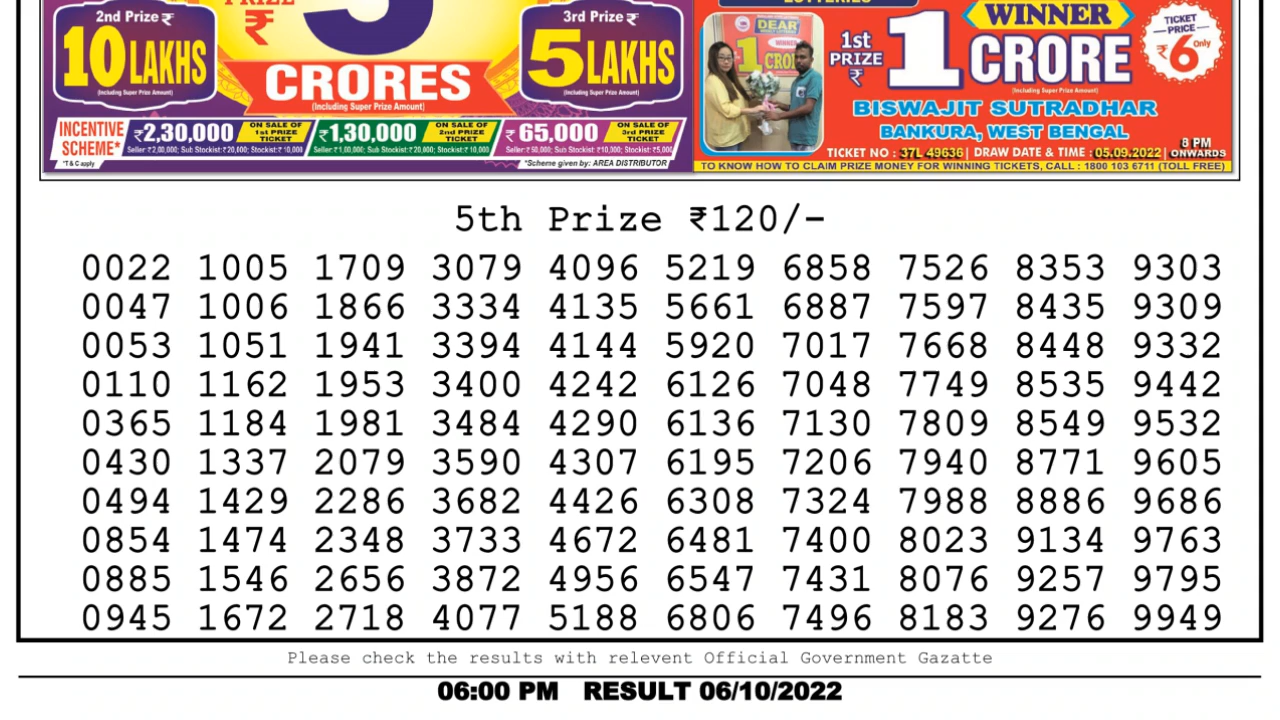 2nd Prize ₹
10 LAKHS
(Including Super Prize Amount)
₹
CRORES
(Including Super Prize Amount)
3rd Prize ₹
5 LAKHS
(Including Super Prize Amount)
INCENTIVE SCHEME*
*T & C apply
₹2,30,000 ON SALE OF 1st PRIZE TICKET
Seller:₹2,00,000; Sub Stockist:₹20,000; Stockist:₹10,000
₹1,30,000 ON SALE OF 2nd PRIZE TICKET
Seller:₹1,00,000; Sub Stockist:₹20,000; Stockist:₹10,000
₹65,000 ON SALE OF 3rd PRIZE TICKET
Seller:₹50,000; Sub Stockist:₹10,000; Stockist:₹5,000
*Scheme given by: AREA DISTRIBUTOR
DEAR
WINNER
1st PRIZE ₹
1 CRORE
(Including Super Prize Amount)
TICKET PRICE
₹6 Only
BISWAJIT SUTRADHAR
BANKURA, WEST BENGAL
TICKET NO : 37L 49636 | DRAW DATE & TIME : 05.09.2022 | 8 PM ONWARDS
TO KNOW HOW TO CLAIM PRIZE MONEY FOR WINNING TICKETS, CALL : 1800 103 6711 (TOLL FREE)
5th Prize ₹120/-
0022 1005 1709 3079 4096 5219 6858 7526 8353 9303
0047 1006 1866 3334 4135 5661 6887 7597 8435 9309
0053 1051 1941 3394 4144 5920 7017 7668 8448 9332
0110 1162 1953 3400 4242 6126 7048 7749 8535 9442
0365 1184 1981 3484 4290 6136 7130 7809 8549 9532
0430 1337 2079 3590 4307 6195 7206 7940 8771 9605
0494 1429 2286 3682 4426 6308 7324 7988 8886 9686
0854 1474 2348 3733 4672 6481 7400 8023 9134 9763
0885 1546 2656 3872 4956 6547 7431 8076 9257 9795
0945 1672 2718 4077 5188 6806 7496 8183 9276 9949
Please check the results with relevent Official Government Gazatte
06:00 PM RESULT 06/10/2022